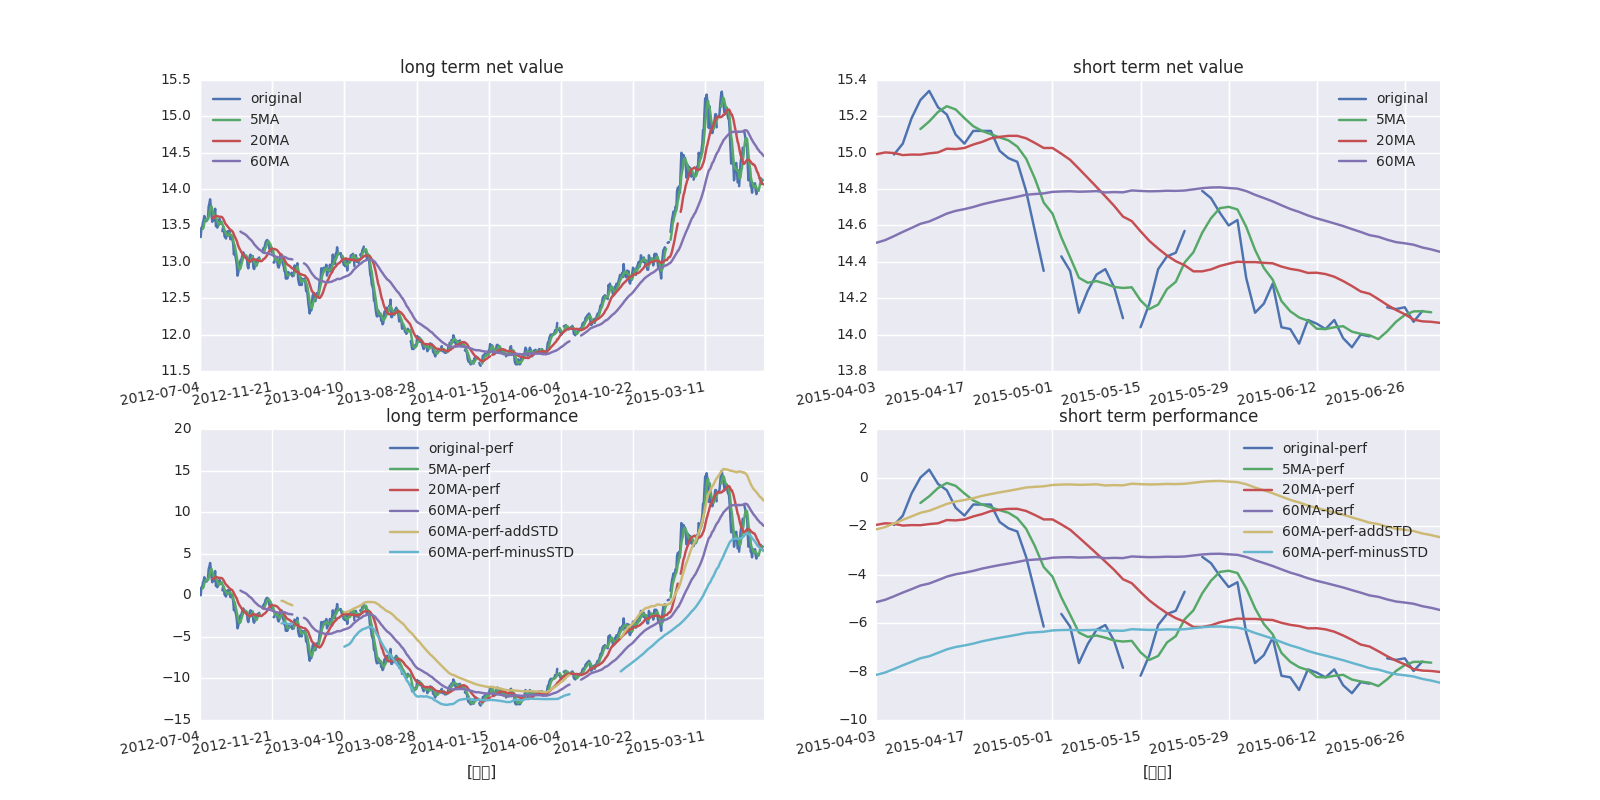 long term net value
15.5
15.0
14.5
14.0
13.5
13.0
12.5
12.0
11.5
original
5MA
20MA
60MA
2012-07-04 2012-11-21 2013-04-10 2013-08-28 2014-01-15 2014-06-04 2014-10-22 2015-03-11
short term net value
15.4
15.2
15.0
14.8
14.6
14.4
14.2
14.0
13.8
original
5MA
20MA
60MA
2015-04-03 2015-04-17 2015-05-01 2015-05-15 2015-05-29 2015-06-12 2015-06-26
long term performance
20
15
10
5
0
−5
−10
−15
original-perf
5MA-perf
20MA-perf
60MA-perf
60MA-perf-addSTD
60MA-perf-minusSTD
2012-07-04 2012-11-21 2013-04-10 2013-08-28 2014-01-15 2014-06-04 2014-10-22 2015-03-11
short term performance
2
0
−2
−4
−6
−8
−10
original-perf
5MA-perf
20MA-perf
60MA-perf
60MA-perf-addSTD
60MA-perf-minusSTD
2015-04-03 2015-04-17 2015-05-01 2015-05-15 2015-05-29 2015-06-12 2015-06-26